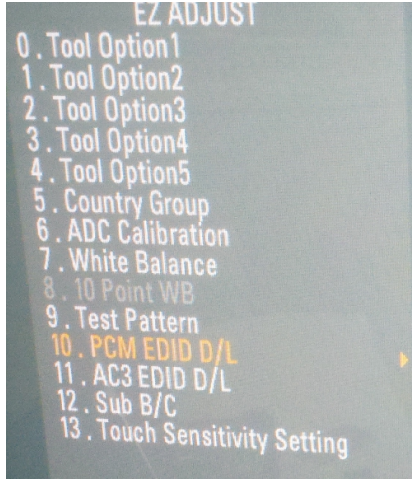 EZ ADJUST
0 . Tool Option1
1 . Tool Option2
2 . Tool Option3
3 . Tool Option4
4 . Tool Option5
5 . Country Group
6 . ADC Calibration
7 . White Balance
8 . 10 Point WB
9 . Test Pattern
10 . PCM EDID D/L
11 . AC3 EDID D/L
12 . Sub B/C
13 . Touch Sensitivity Setting